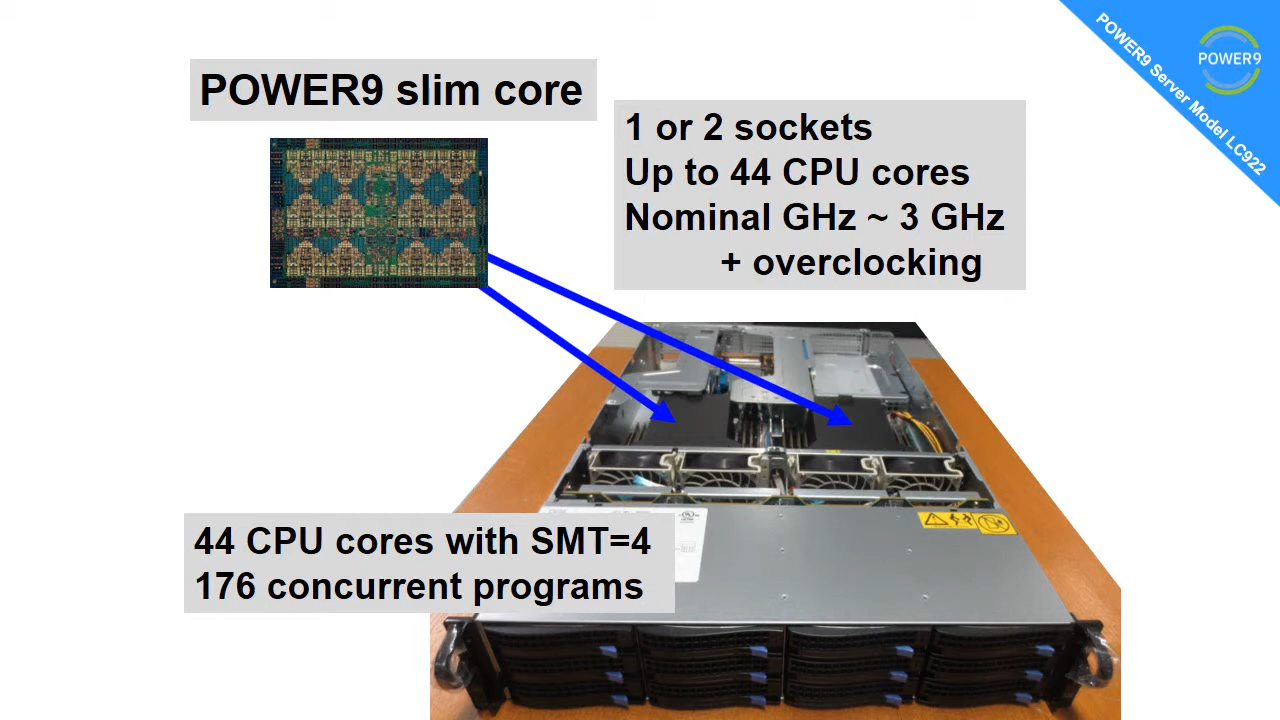 POWER9 slim core
1 or 2 sockets
Up to 44 CPU cores
Nominal GHz ~ 3 GHz
+ overclocking
POWER9
POWER9 Server Model LC922
44 CPU cores with SMT=4
176 concurrent programs